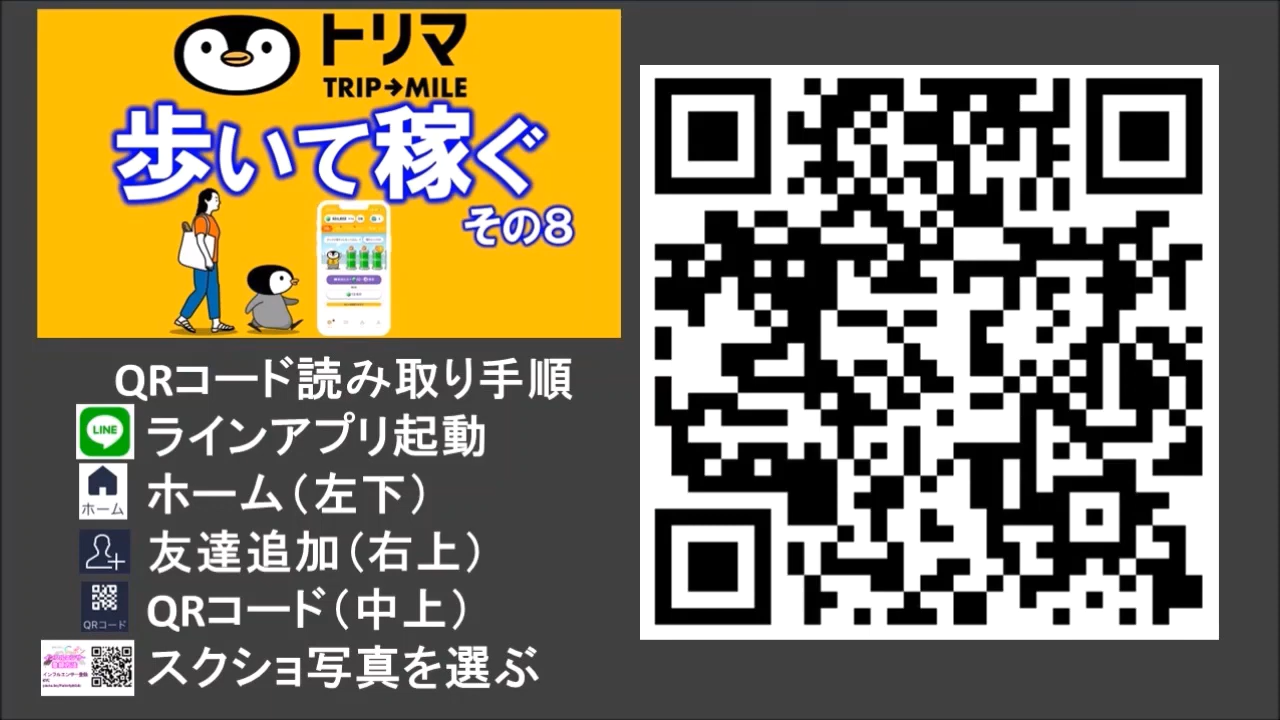 トリマ
TRIP→MILE
歩いて稼ぐ
その8
QRコード読み取り手順
LINE
ラインアプリ起動
ホーム
ホーム(左下)
友達追加(右上)
QRコード
QRコード(中上)
スクショ写真を選ぶ